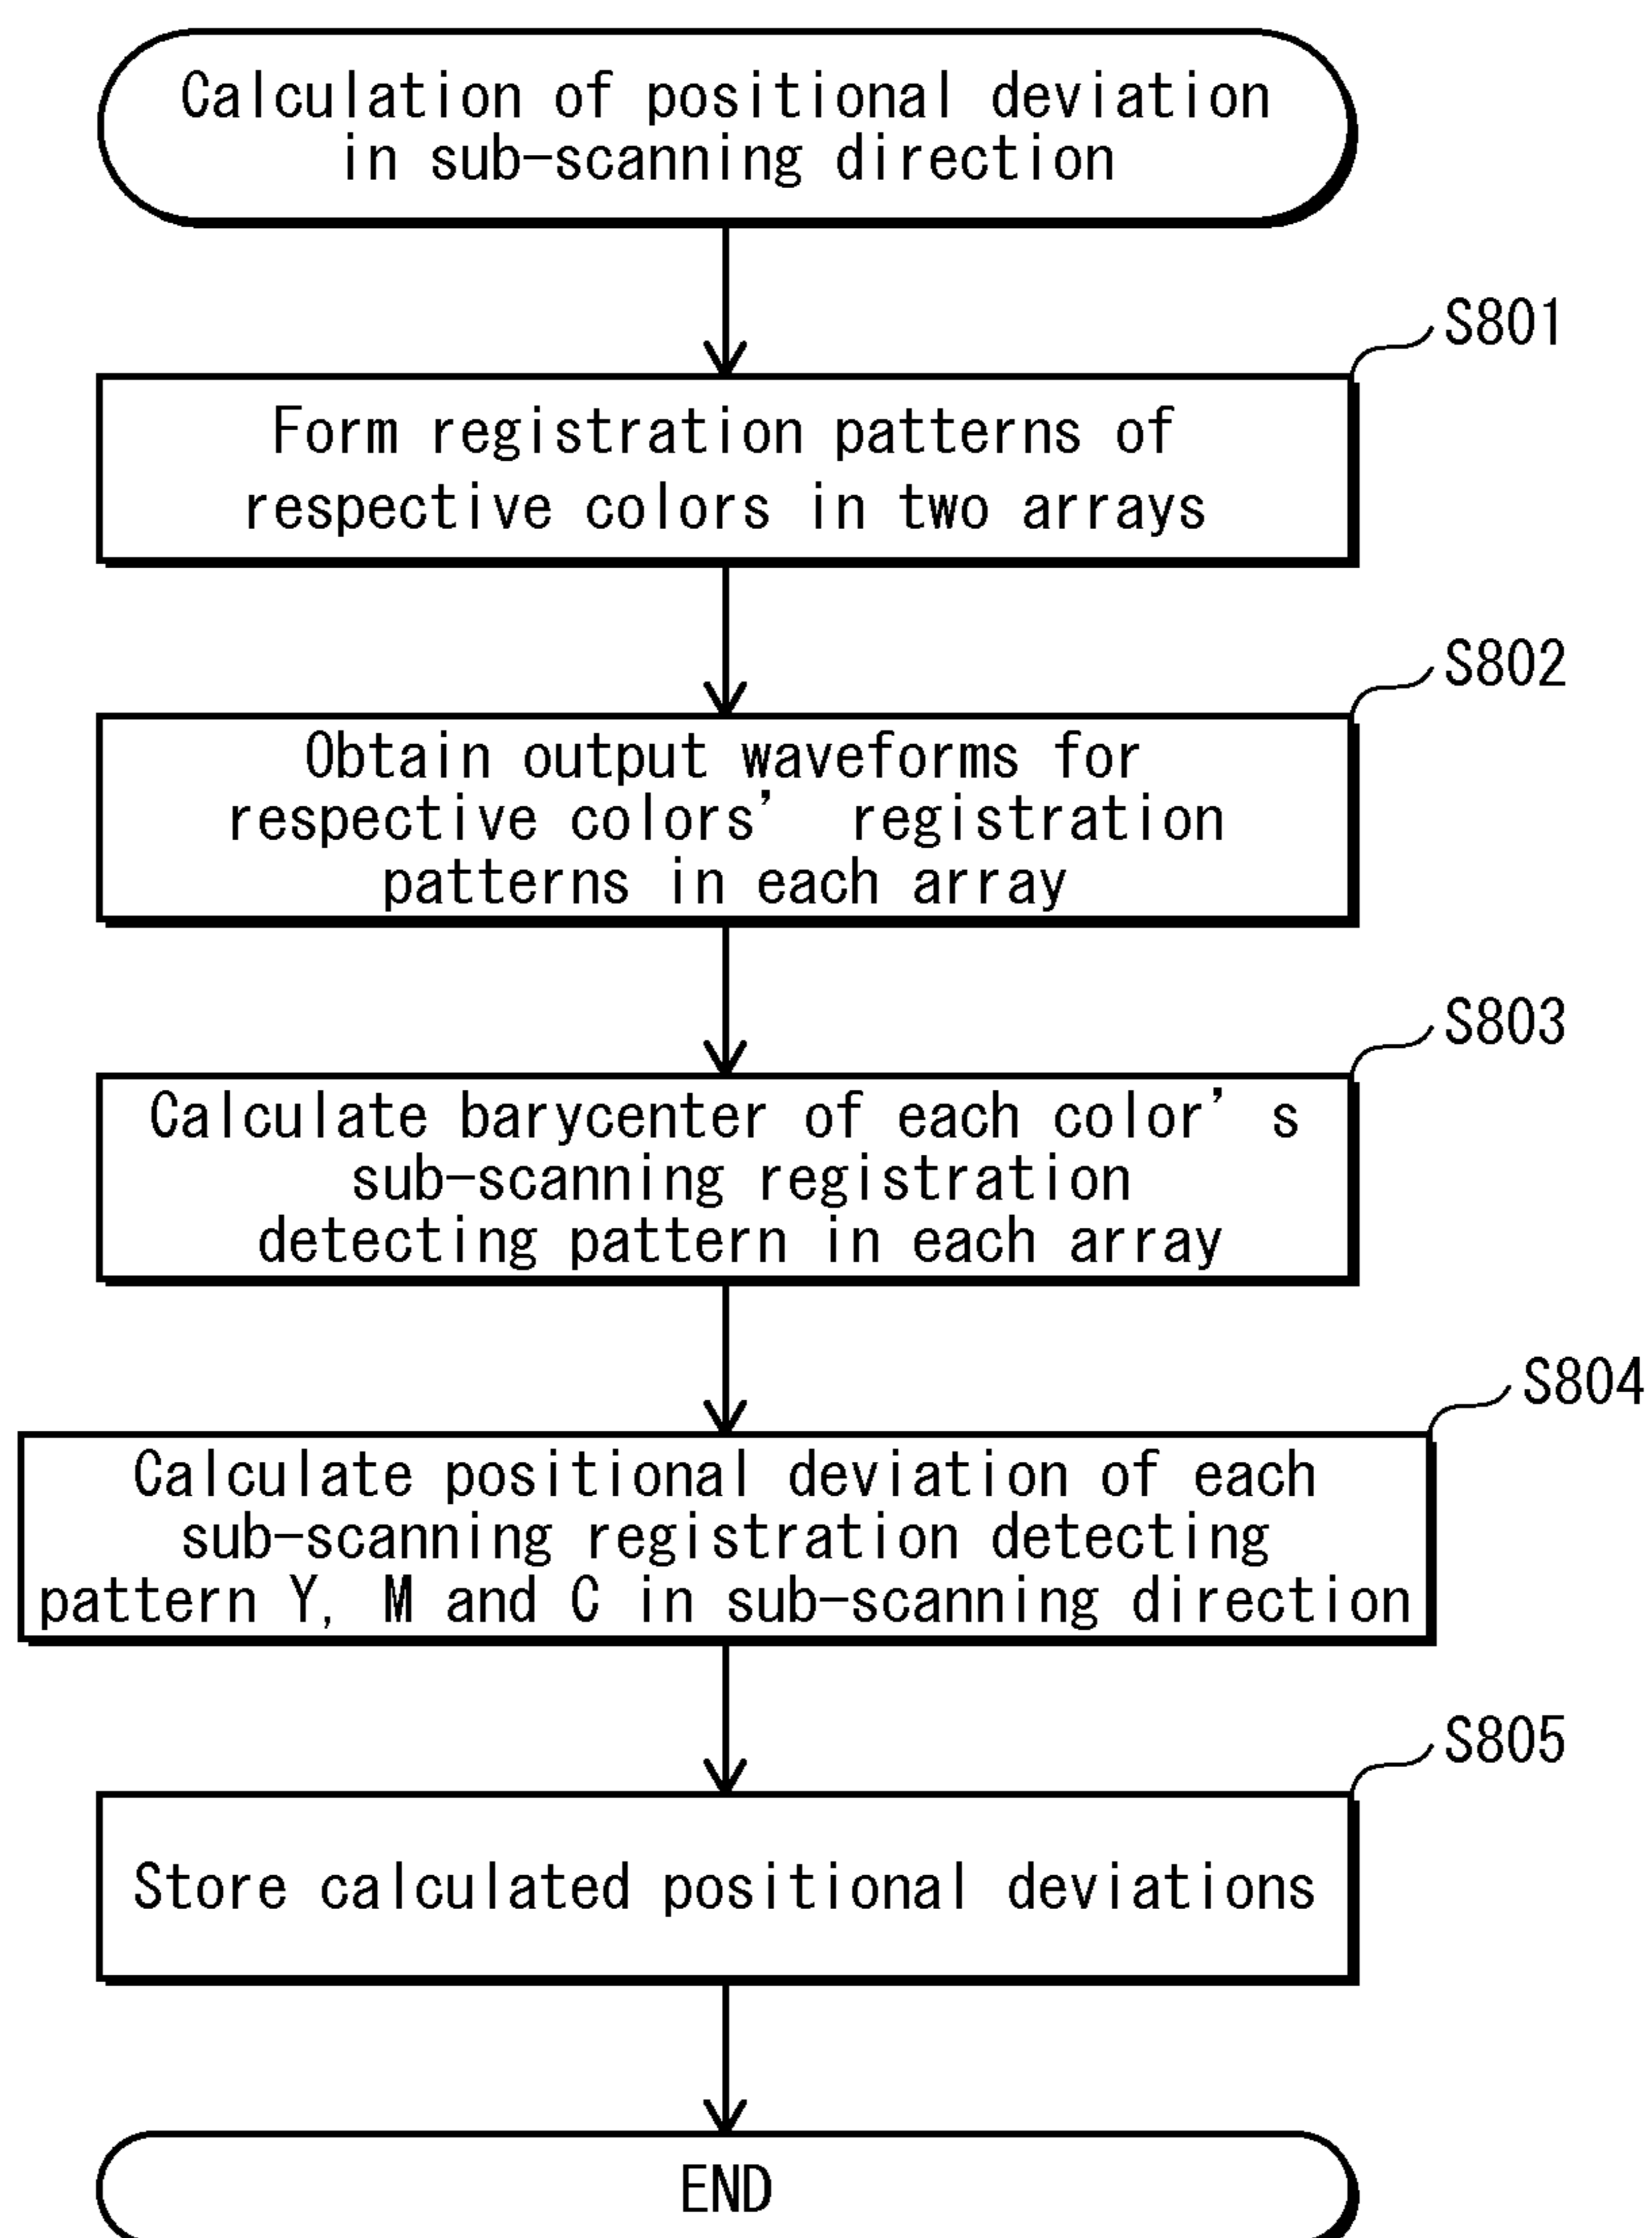 Calculation of positional deviation
in sub-scanning direction
S801
Form registration patterns of
respective colors in two arrays
S802
Obtain output waveforms for
respective colors' registration
patterns in each array
S803
Calculate barycenter of each color's
sub-scanning registration
detecting pattern in each array
S804
Calculate positional deviation of each
sub-scanning registration detecting
pattern Y, M and C in sub-scanning direction
S805
Store calculated positional deviations
END